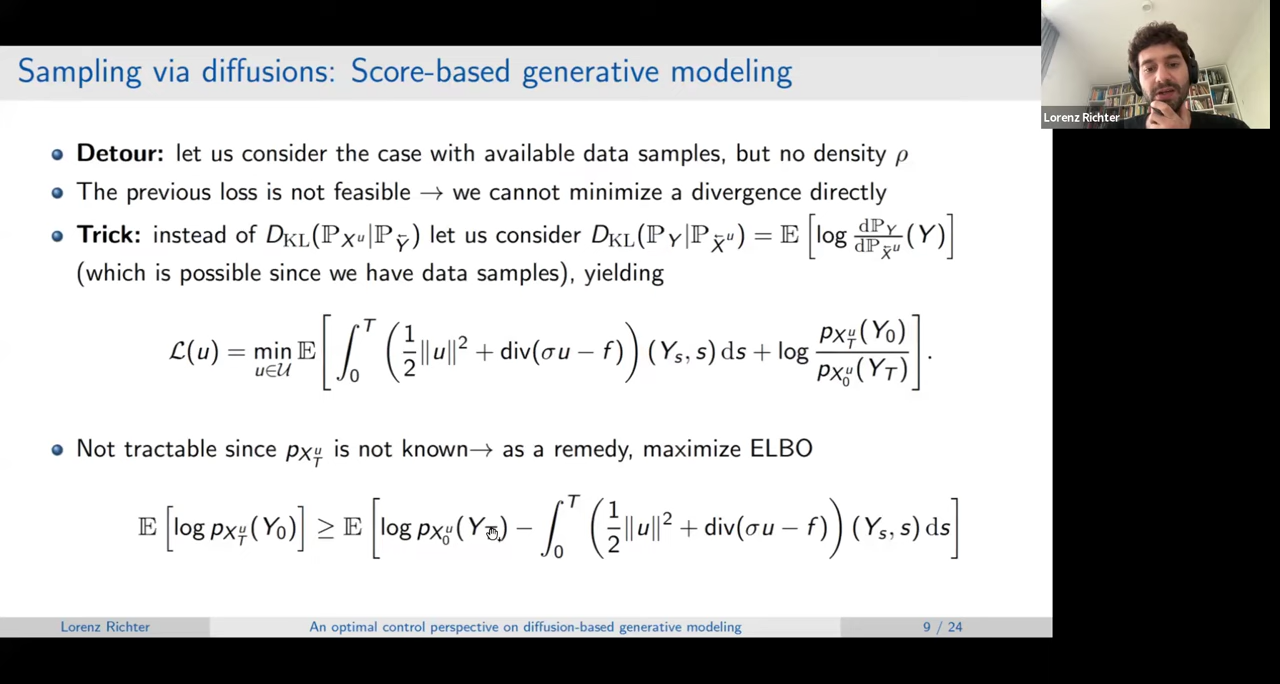 Sampling via diffusions: Score-based generative modeling
Lorenz Richter
Detour: let us consider the case with available data samples, but no density ρ
The previous loss is not feasible → we cannot minimize a divergence directly
Trick: instead of D_KL(ℙ_{X^u}|ℙ_{\bar{Y}}) let us consider D_KL(ℙ_Y|ℙ_{\bar{X}^u}) = 𝔼 [log dℙ_Y/dℙ_{\bar{X}^u} (Y)]
(which is possible since we have data samples), yielding
ℒ(u) = min_{u∈𝒰} 𝔼 [∫_0^T (1/2 ‖u‖² + div(σu − f)) (Y_s, s) ds + log p_{X_T^u}(Y_0)/p_{X_0^u}(Y_T)].
Not tractable since p_{X_T^u} is not known→ as a remedy, maximize ELBO
𝔼 [log p_{X_T^u}(Y_0)] ≥ 𝔼 [log p_{X_0^u}(Y_T) − ∫_0^T (1/2 ‖u‖² + div(σu − f)) (Y_s, s) ds]
Lorenz Richter An optimal control perspective on diffusion-based generative modeling 9 / 24